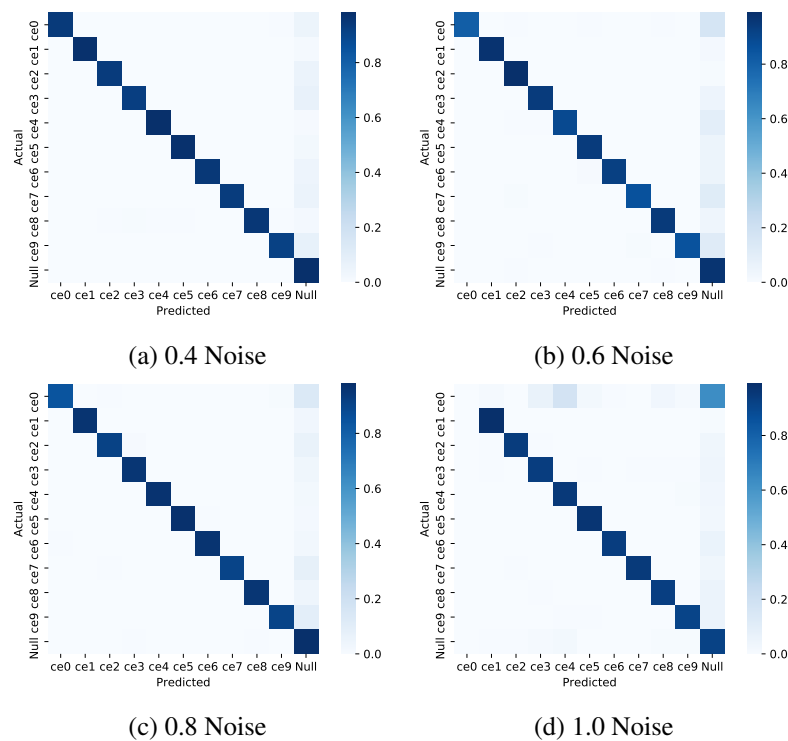 ce0
ce1
ce2
ce3
ce4
ce5
ce6
ce7
ce8
ce9
Null
Actual
ce0 ce1 ce2 ce3 ce4 ce5 ce6 ce7 ce8 ce9 Null
Predicted
0.8
0.6
0.4
0.2
0.0
(a) 0.4 Noise
ce0
ce1
ce2
ce3
ce4
ce5
ce6
ce7
ce8
ce9
Null
Actual
ce0 ce1 ce2 ce3 ce4 ce5 ce6 ce7 ce8 ce9 Null
Predicted
0.8
0.6
0.4
0.2
0.0
(b) 0.6 Noise
ce0
ce1
ce2
ce3
ce4
ce5
ce6
ce7
ce8
ce9
Null
Actual
ce0 ce1 ce2 ce3 ce4 ce5 ce6 ce7 ce8 ce9 Null
Predicted
0.8
0.6
0.4
0.2
0.0
(c) 0.8 Noise
ce0
ce1
ce2
ce3
ce4
ce5
ce6
ce7
ce8
ce9
Null
Actual
ce0 ce1 ce2 ce3 ce4 ce5 ce6 ce7 ce8 ce9 Null
Predicted
0.8
0.6
0.4
0.2
0.0
(d) 1.0 Noise